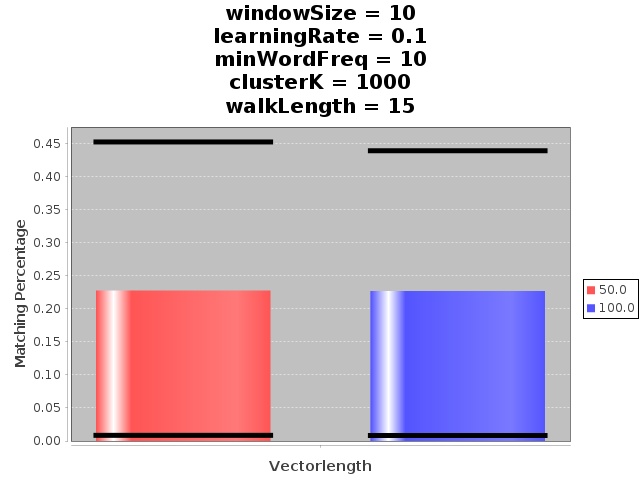 windowSize = 10
learningRate = 0.1
minWordFreq = 10
clusterK = 1000
walkLength = 15
0.45
0.40
0.35
0.30
0.25
0.20
0.15
0.10
0.05
0.00
Matching Percentage
Vectorlength
50.0
100.0